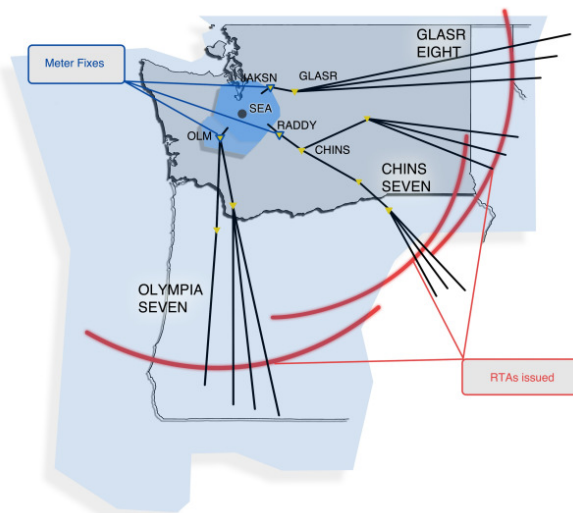 GLASR
EIGHT
Meter Fixes
JAKSN
GLASR
SEA
OLM
RADDY
CHINS
CHINS
SEVEN
OLYMPIA
SEVEN
RTAs issued